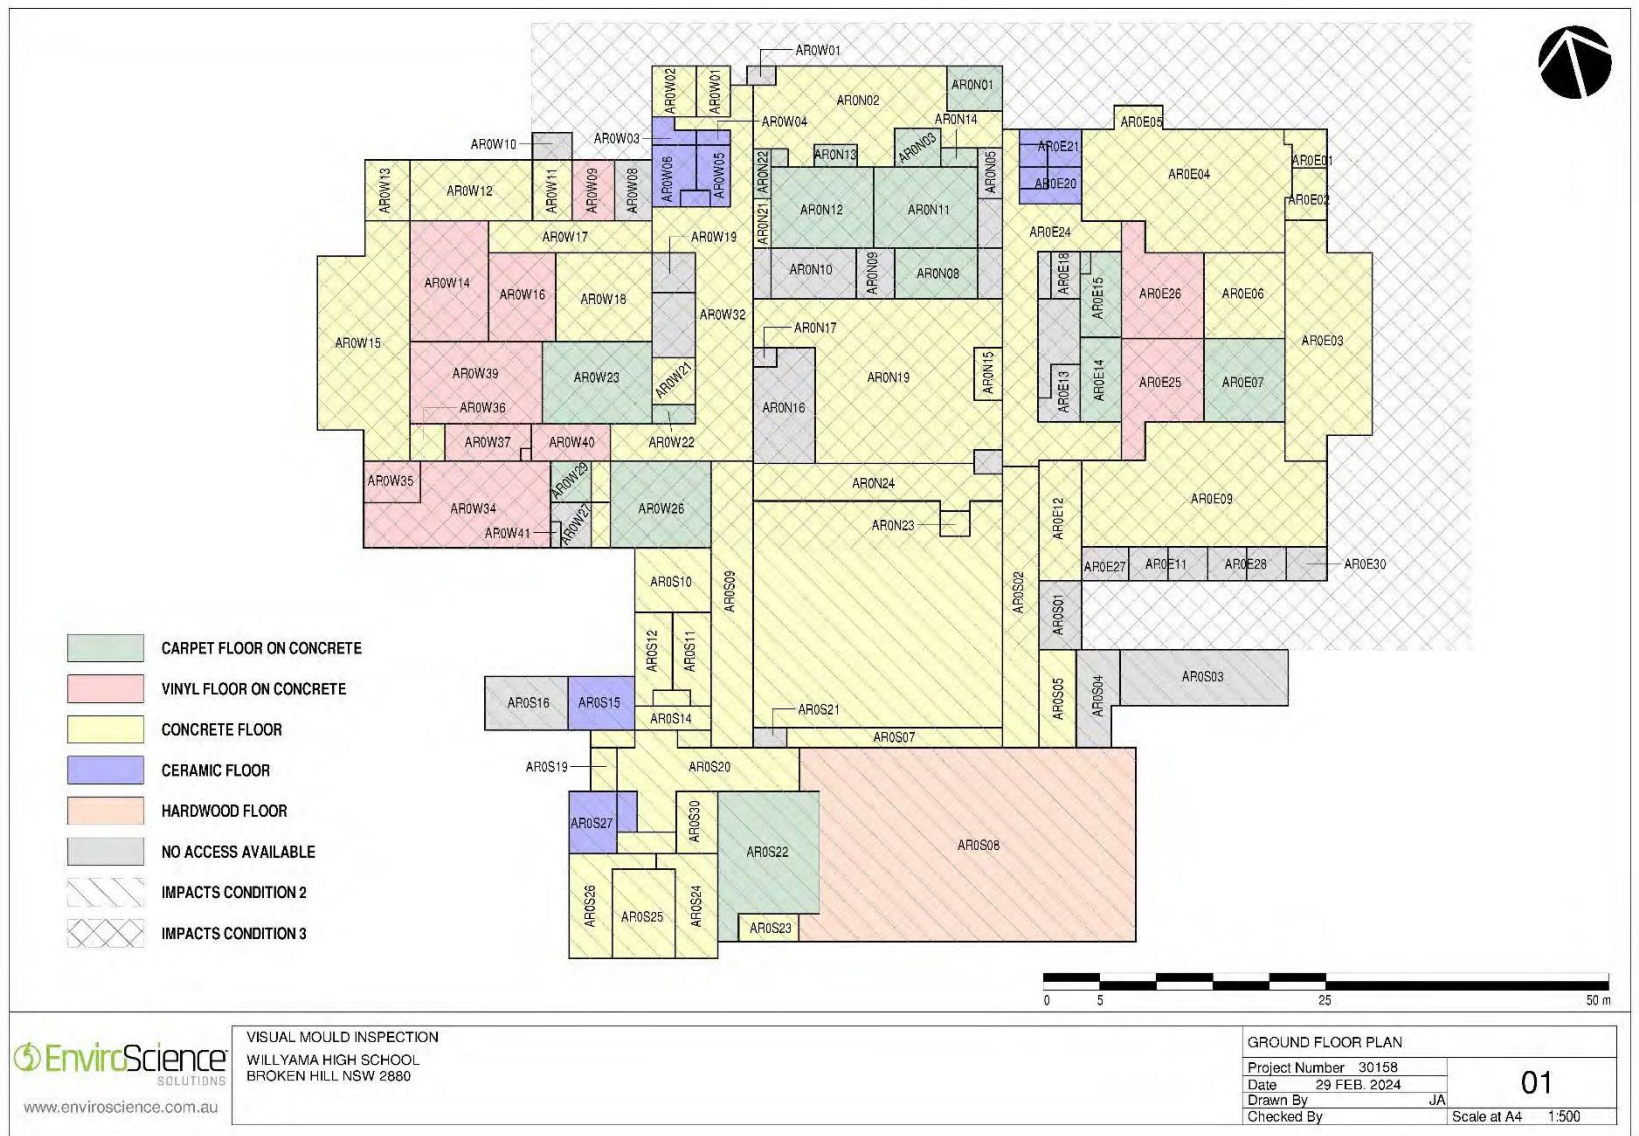 AR0W01
AR0W02
AR0W01
AR0N02
AR0N01
AR0W03
AR0W04
AR0N14
AR0N03
AR0N13
AR0E05
AR0W10
AR0W06
AR0W05
AR0N22
AR0N05
AR0E21
AR0E20
AR0E04
AR0E01
AR0E02
AR0W13
AR0W12
AR0W11
AR0W09
AR0W08
AR0N21
AR0N12
AR0N11
AR0W17
AR0W19
AR0E24
AR0N10
AR0N09
AR0N08
AR0E18
AR0E15
AR0W14
AR0W16
AR0W18
AR0E26
AR0E06
AR0W32
AR0N17
AR0W15
AR0E03
AR0W39
AR0W23
AR0W21
AR0N19
AR0N15
AR0E13
AR0E14
AR0E25
AR0E07
AR0W36
AR0N16
AR0W37
AR0W40
AR0W22
AR0W35
AR0W29
AR0N24
AR0W34
AR0W26
AR0E09
AR0W41
AR0W27
AR0N23
AR0E12
AR0E27
AR0E11
AR0E28
AR0E30
AR0S10
AR0S09
AR0S02
AR0S01
AR0S12
AR0S11
AR0S16
AR0S15
AR0S14
AR0S21
AR0S07
AR0S05
AR0S04
AR0S03
AR0S19
AR0S20
AR0S27
AR0S30
AR0S22
AR0S08
AR0S26
AR0S25
AR0S24
AR0S23
CARPET FLOOR ON CONCRETE
VINYL FLOOR ON CONCRETE
CONCRETE FLOOR
CERAMIC FLOOR
HARDWOOD FLOOR
NO ACCESS AVAILABLE
IMPACTS CONDITION 2
IMPACTS CONDITION 3
0 5 25 50 m
EnviroScience
SOLUTIONS
www.enviroscience.com.au
VISUAL MOULD INSPECTION
WILLYAMA HIGH SCHOOL
BROKEN HILL NSW 2880
GROUND FLOOR PLAN
Project Number 30158
Date 29 FEB. 2024
Drawn By JA
Checked By
01
Scale at A4 1:500